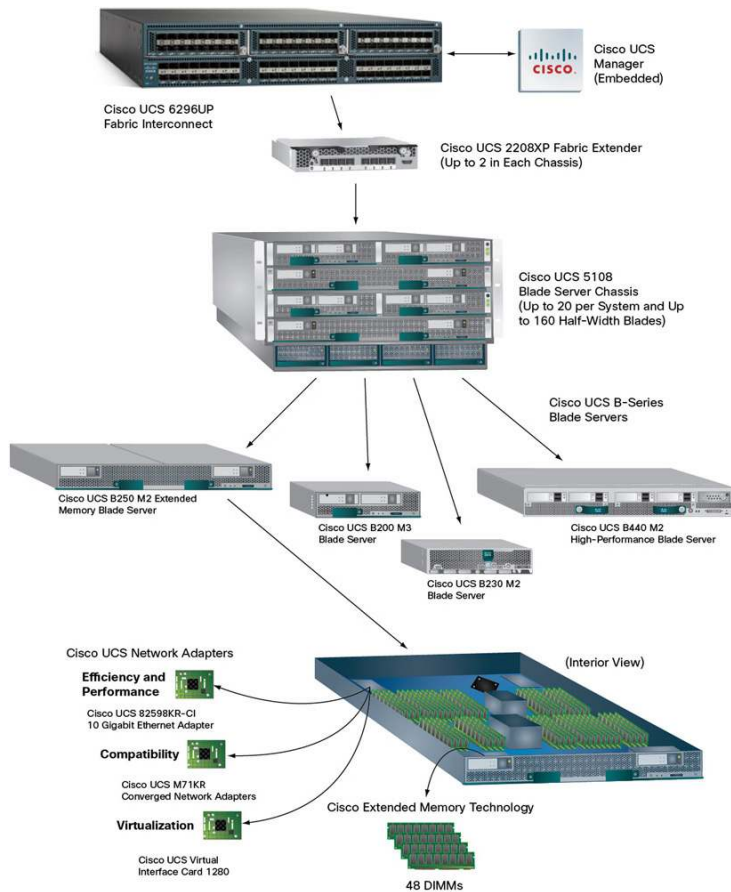 CISCO
Cisco UCS
Manager
(Embedded)
Cisco UCS 6296UP
Fabric Interconnect
Cisco UCS 2208XP Fabric Extender
(Up to 2 in Each Chassis)
Cisco UCS 5108
Blade Server Chassis
(Up to 20 per System and Up
to 160 Half-Width Blades)
Cisco UCS B-Series
Blade Servers
Cisco UCS B250 M2 Extended
Memory Blade Server
Cisco UCS B200 M3
Blade Server
Cisco UCS B230 M2
Blade Server
Cisco UCS B440 M2
High-Performance Blade Server
Cisco UCS Network Adapters
Efficiency and
Performance
Cisco UCS 82598KR-CI
10 Gigabit Ethernet Adapter
Compatibility
Cisco UCS M71KR
Converged Network Adapters
Virtualization
Cisco UCS Virtual
Interface Card 1280
(Interior View)
Cisco Extended Memory Technology
48 DIMMs